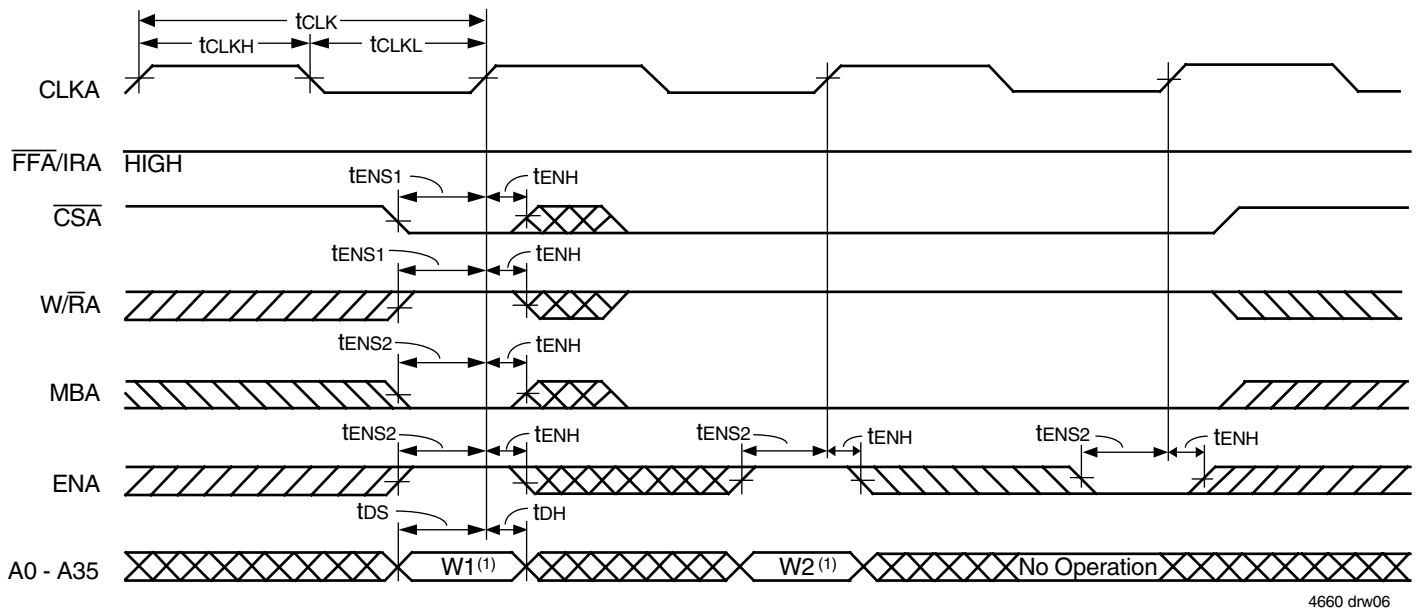 tCLK
tCLKH tCLKL
CLKA
FFA/IRA HIGH
tENS1 tENH
CSA
tENS1 tENH
W/RA
tENS2 tENH
MBA
tENS2 tENH tENS2 tENH tENS2 tENH
ENA
tDS tDH
A0 - A35 W1(1) W2(1) No Operation
4660 drw06